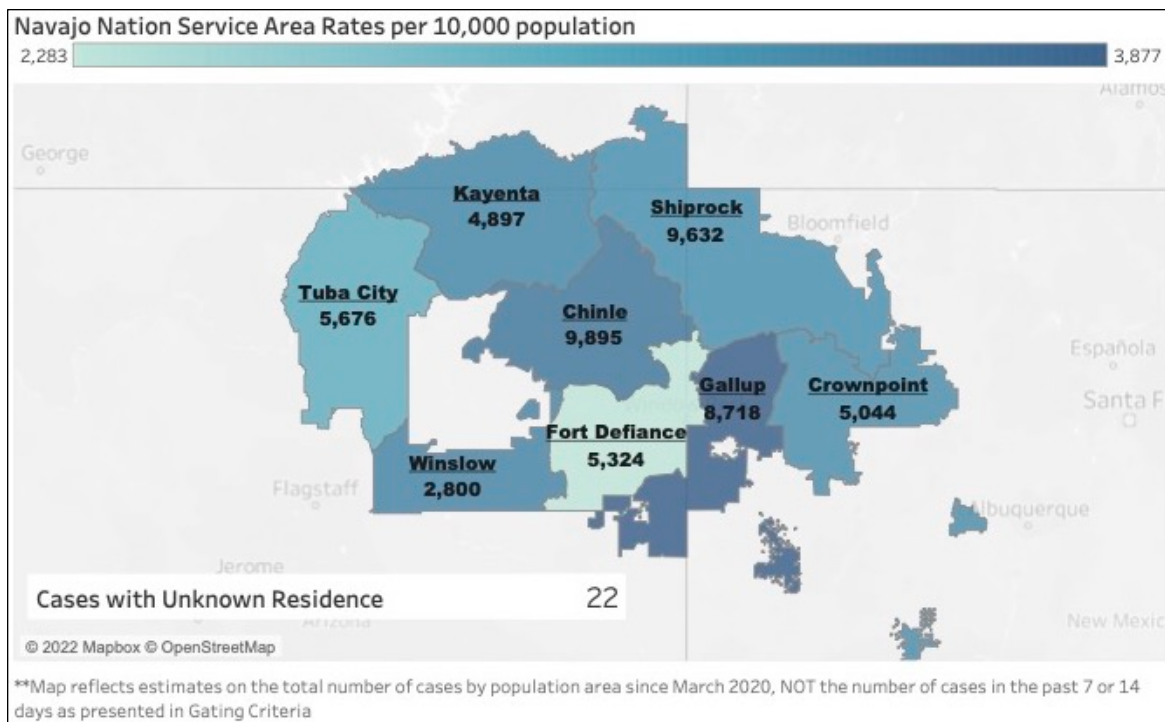 Navajo Nation Service Area Rates per 10,000 population
2,283
3,877
Alamos
George
Kayenta
4,897
Shiprock
9,632
Bloomfield
Tuba City
5,676
Chinle
9,895
Española
Gallup
8,718
Crownpoint
5,044
Santa F
Fort Defiance
5,324
Winslow
2,800
Flagstaff
Albuquerque
Jerome
Cases with Unknown Residence 22
Arizona
New Mexic
© 2022 Mapbox © OpenStreetMap
**Map reflects estimates on the total number of cases by population area since March 2020, NOT the number of cases in the past 7 or 14
days as presented in Gating Criteria